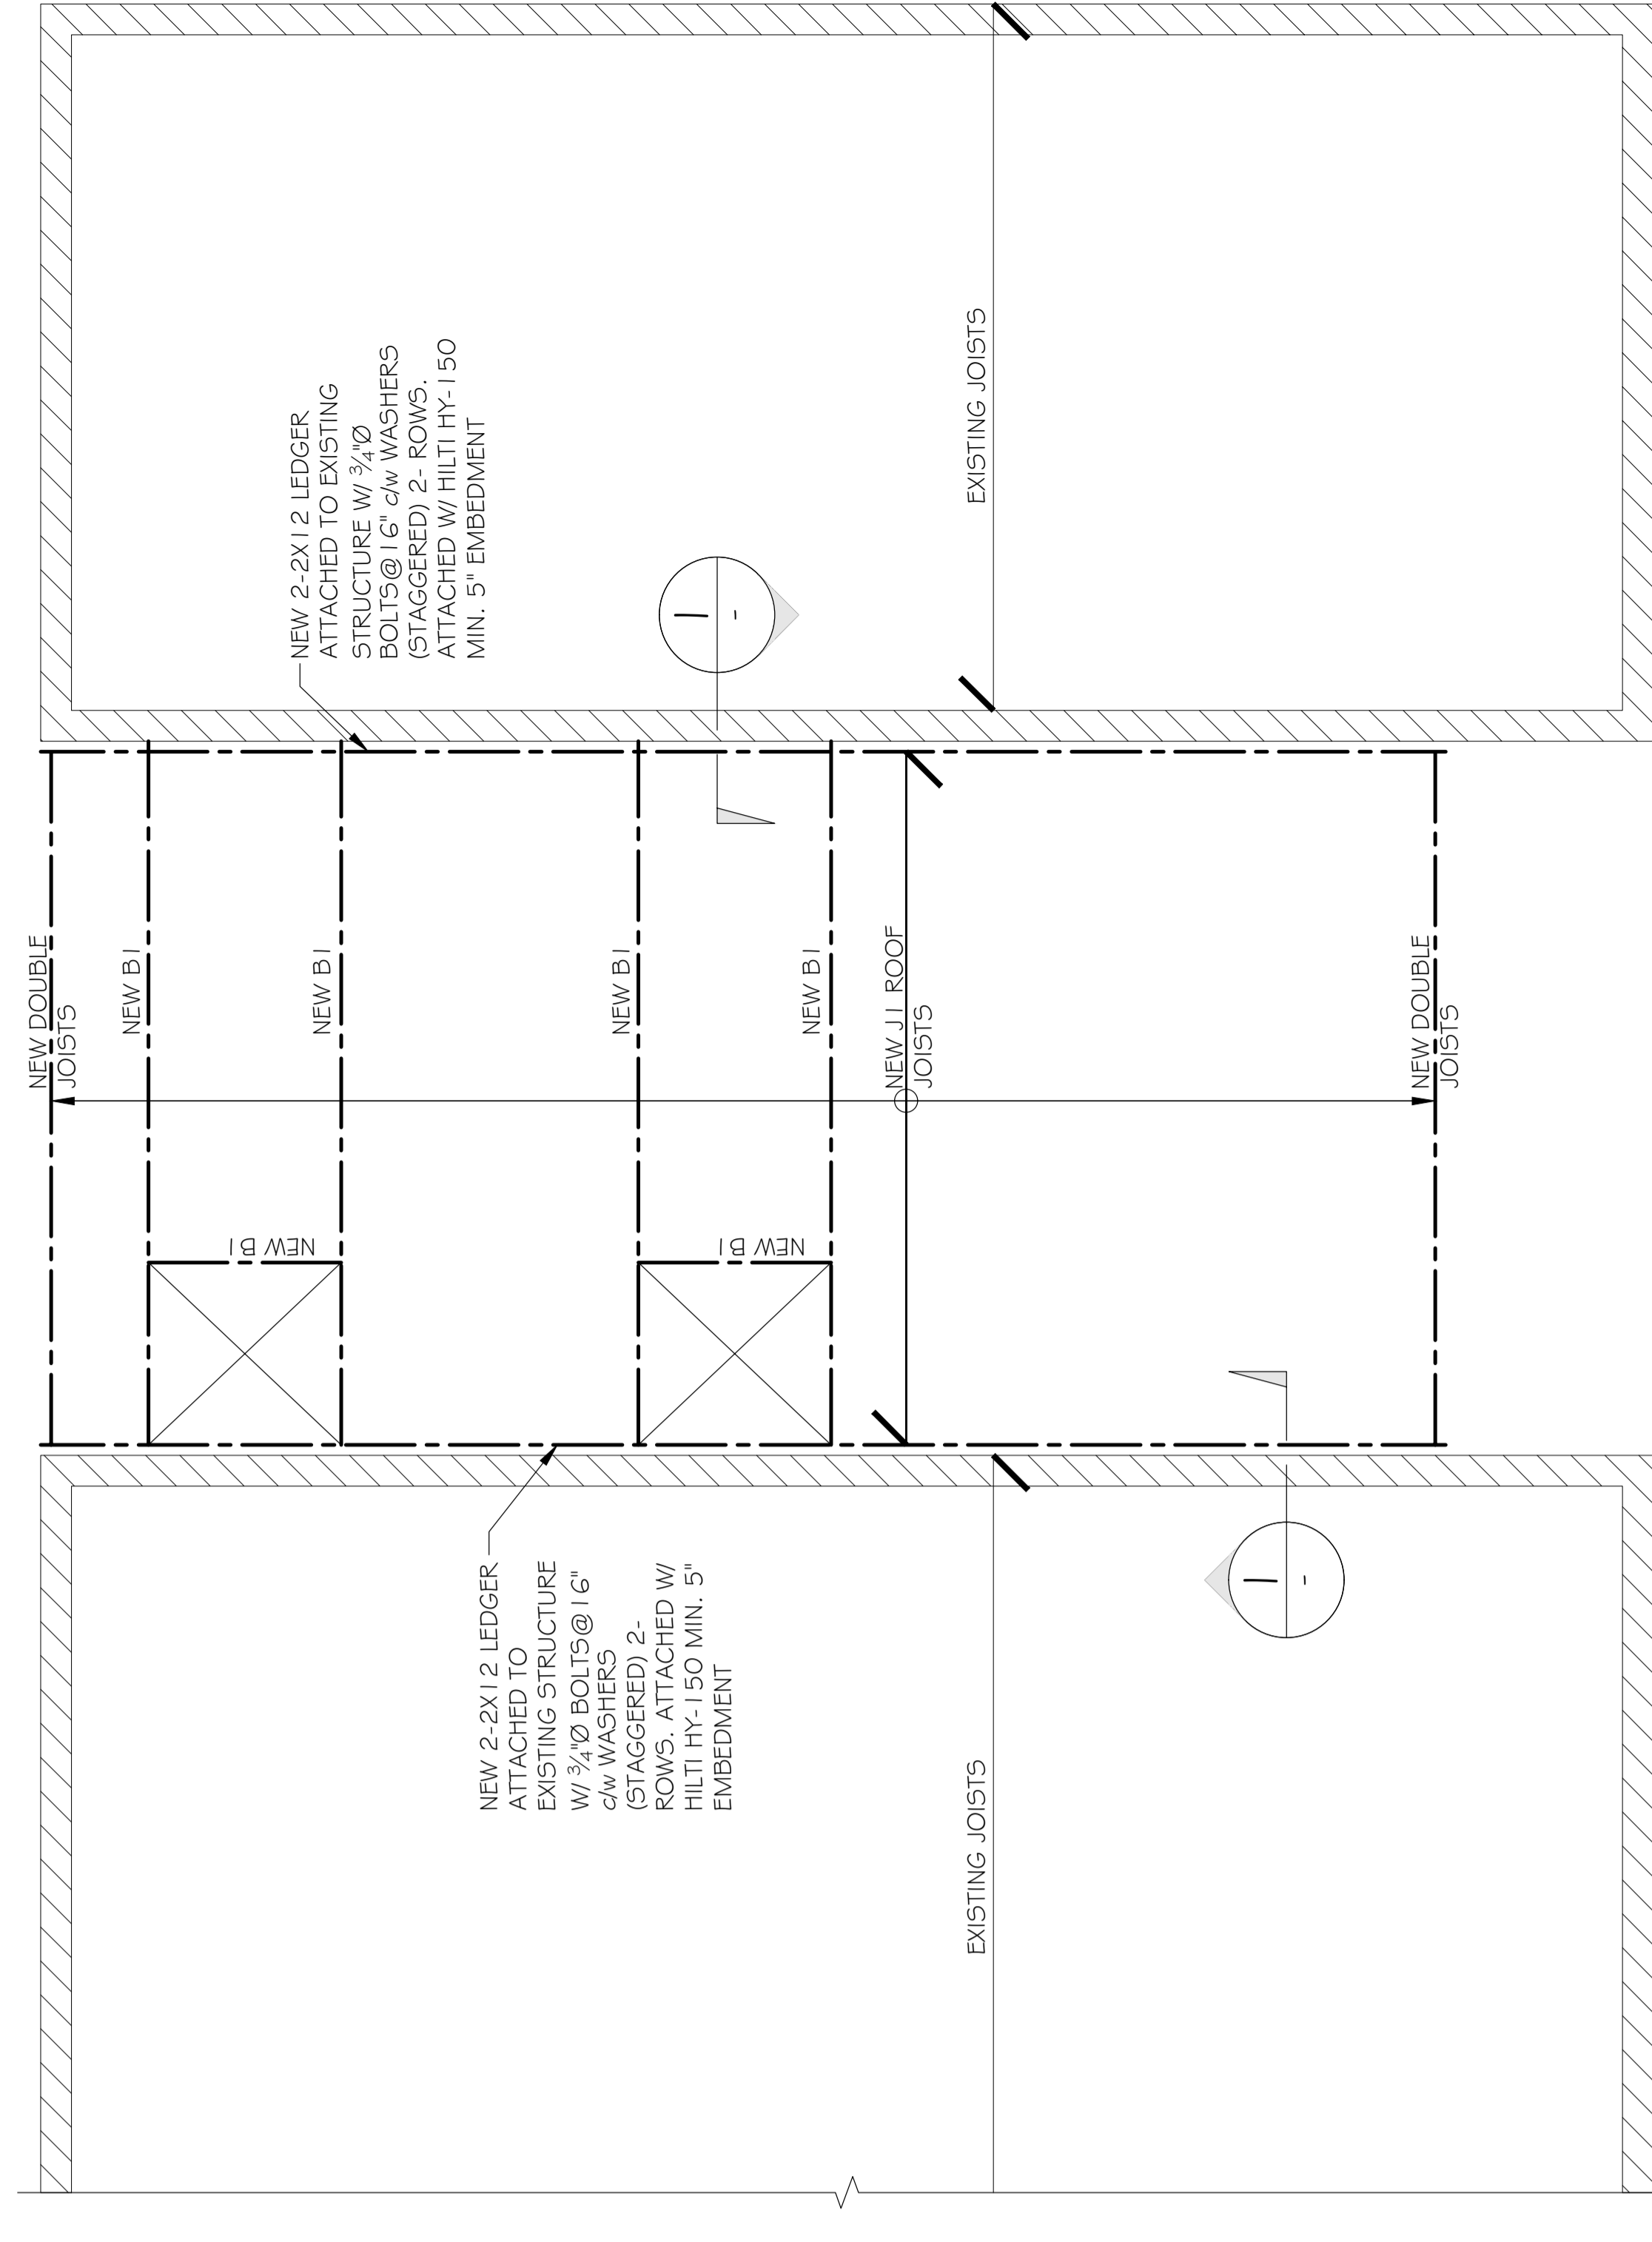 NEW 2-2X12 LEDGER
ATTACHED TO
EXISTING STRUCTURE
W/ ¾"Ø BOLTS@16"
c/w WASHERS
(STAGGERED) 2-
ROWS. ATTACHED W/
HILTI HY-150 MIN. 5"
EMBEDMENT
EXISTING JOISTS
1
-
NEW B1
NEW B1
NEW DOUBLE
JOISTS
NEW B1
NEW B1
NEW B1
NEW B1
NEW J1 ROOF
JOISTS
NEW DOUBLE
JOISTS
NEW 2-2X12 LEDGER
ATTACHED TO EXISTING
STRUCTURE W/ ¾"Ø
BOLTS@16" c/w WASHERS
(STAGGERED) 2- ROWS.
ATTACHED W/ HILTI HY-150
MIN. 5" EMBEDMENT
1
-
EXISTING JOISTS